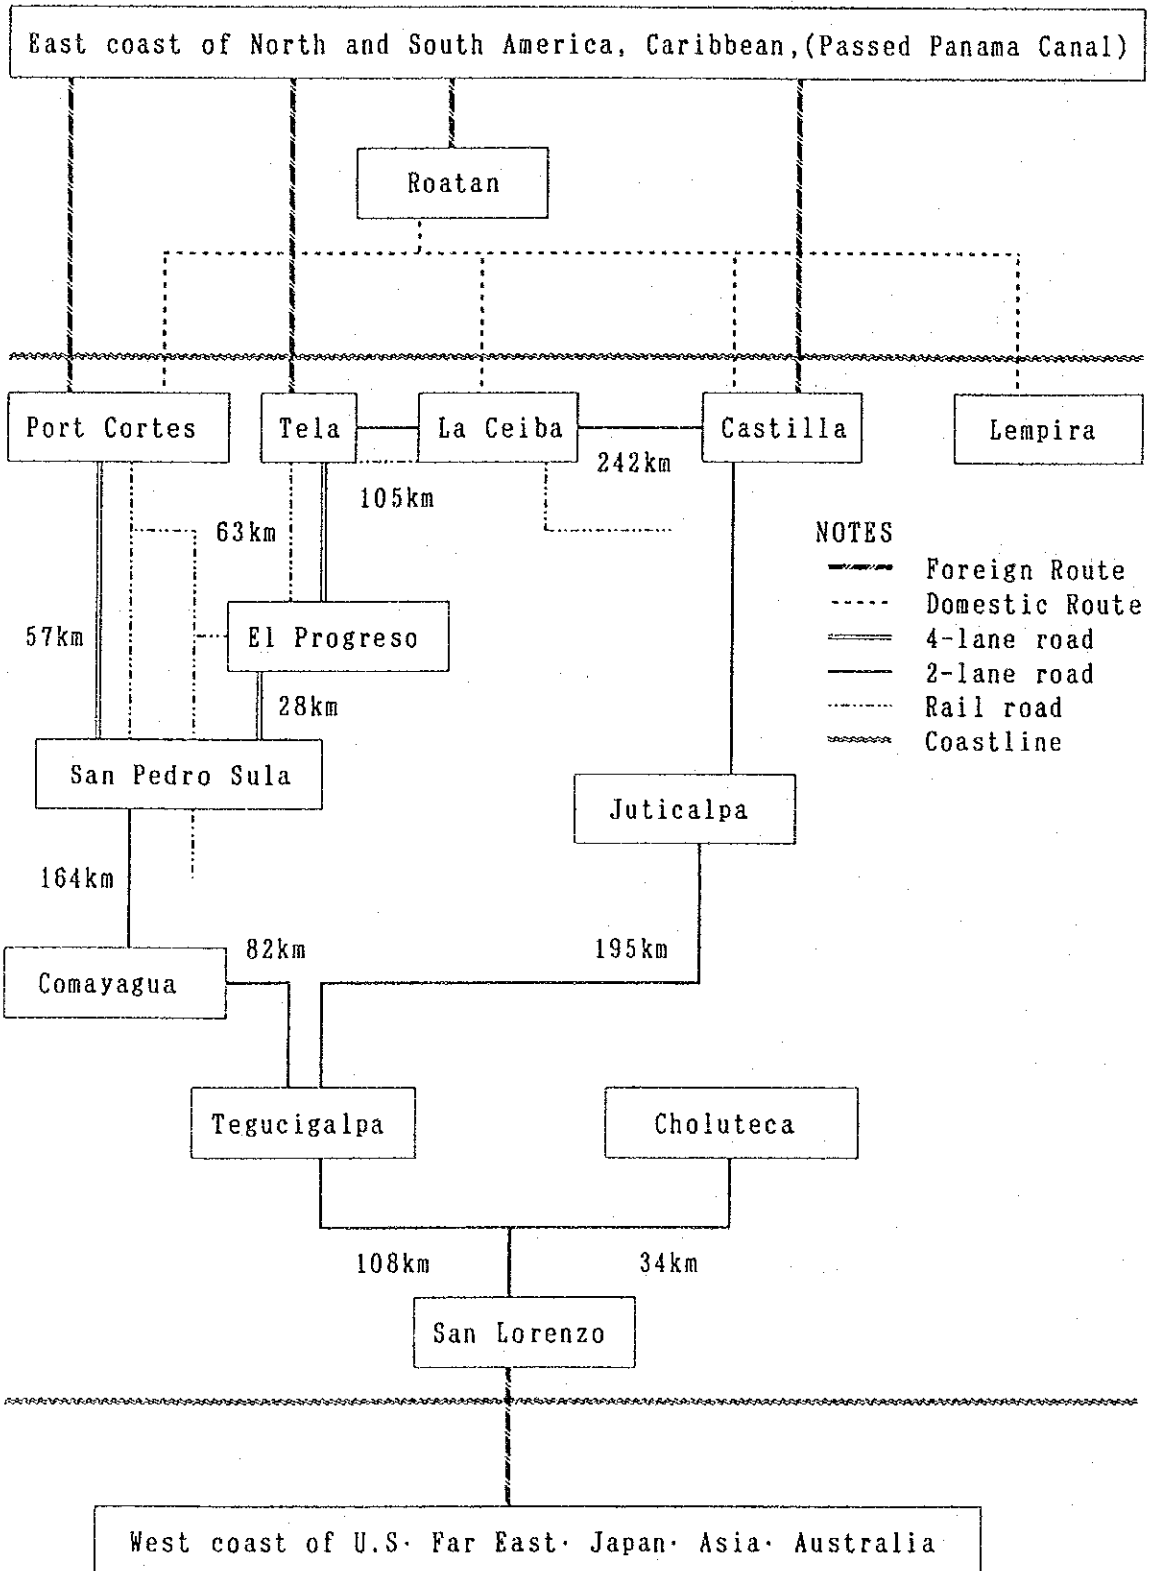 East coast of North and South America, Caribbean,(Passed Panama Canal)
Roatan
Port Cortes
Tela
La Ceiba
Castilla
Lempira
242km
105km
63km
NOTES
Foreign Route
Domestic Route
4-lane road
2-lane road
Rail road
Coastline
57km
El Progreso
28km
San Pedro Sula
Juticalpa
164km
82km
195km
Comayagua
Tegucigalpa
Choluteca
108km
34km
San Lorenzo
West coast of U.S· Far East· Japan· Asia· Australia